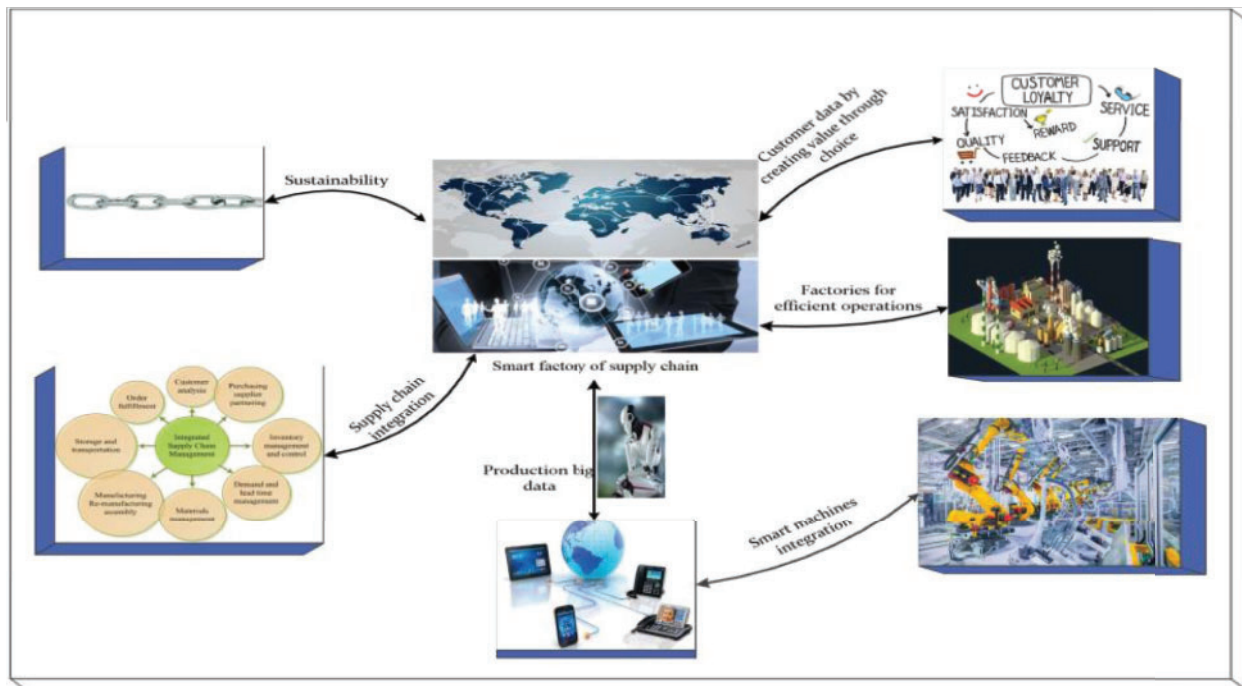 CUSTOMER
LOYALTY
SATISFACTION
SERVICE
REWARD
QUALITY
SUPPORT
FEEDBACK
Customer data by
creating value through
choice
Sustainability
Factories for
efficient operations
Smart factory of supply chain
Supply chain
integration
Customer
analysis
Purchasing
supplier
partnering
Order
fulfillment
Storage and
transportation
Integrated
Supply Chain
Management
Inventory
management
and control
Manufacturing
Re-manufacturing
assembly
Demand and
lead time
management
Materials
management
Production big
data
Smart machines
integration